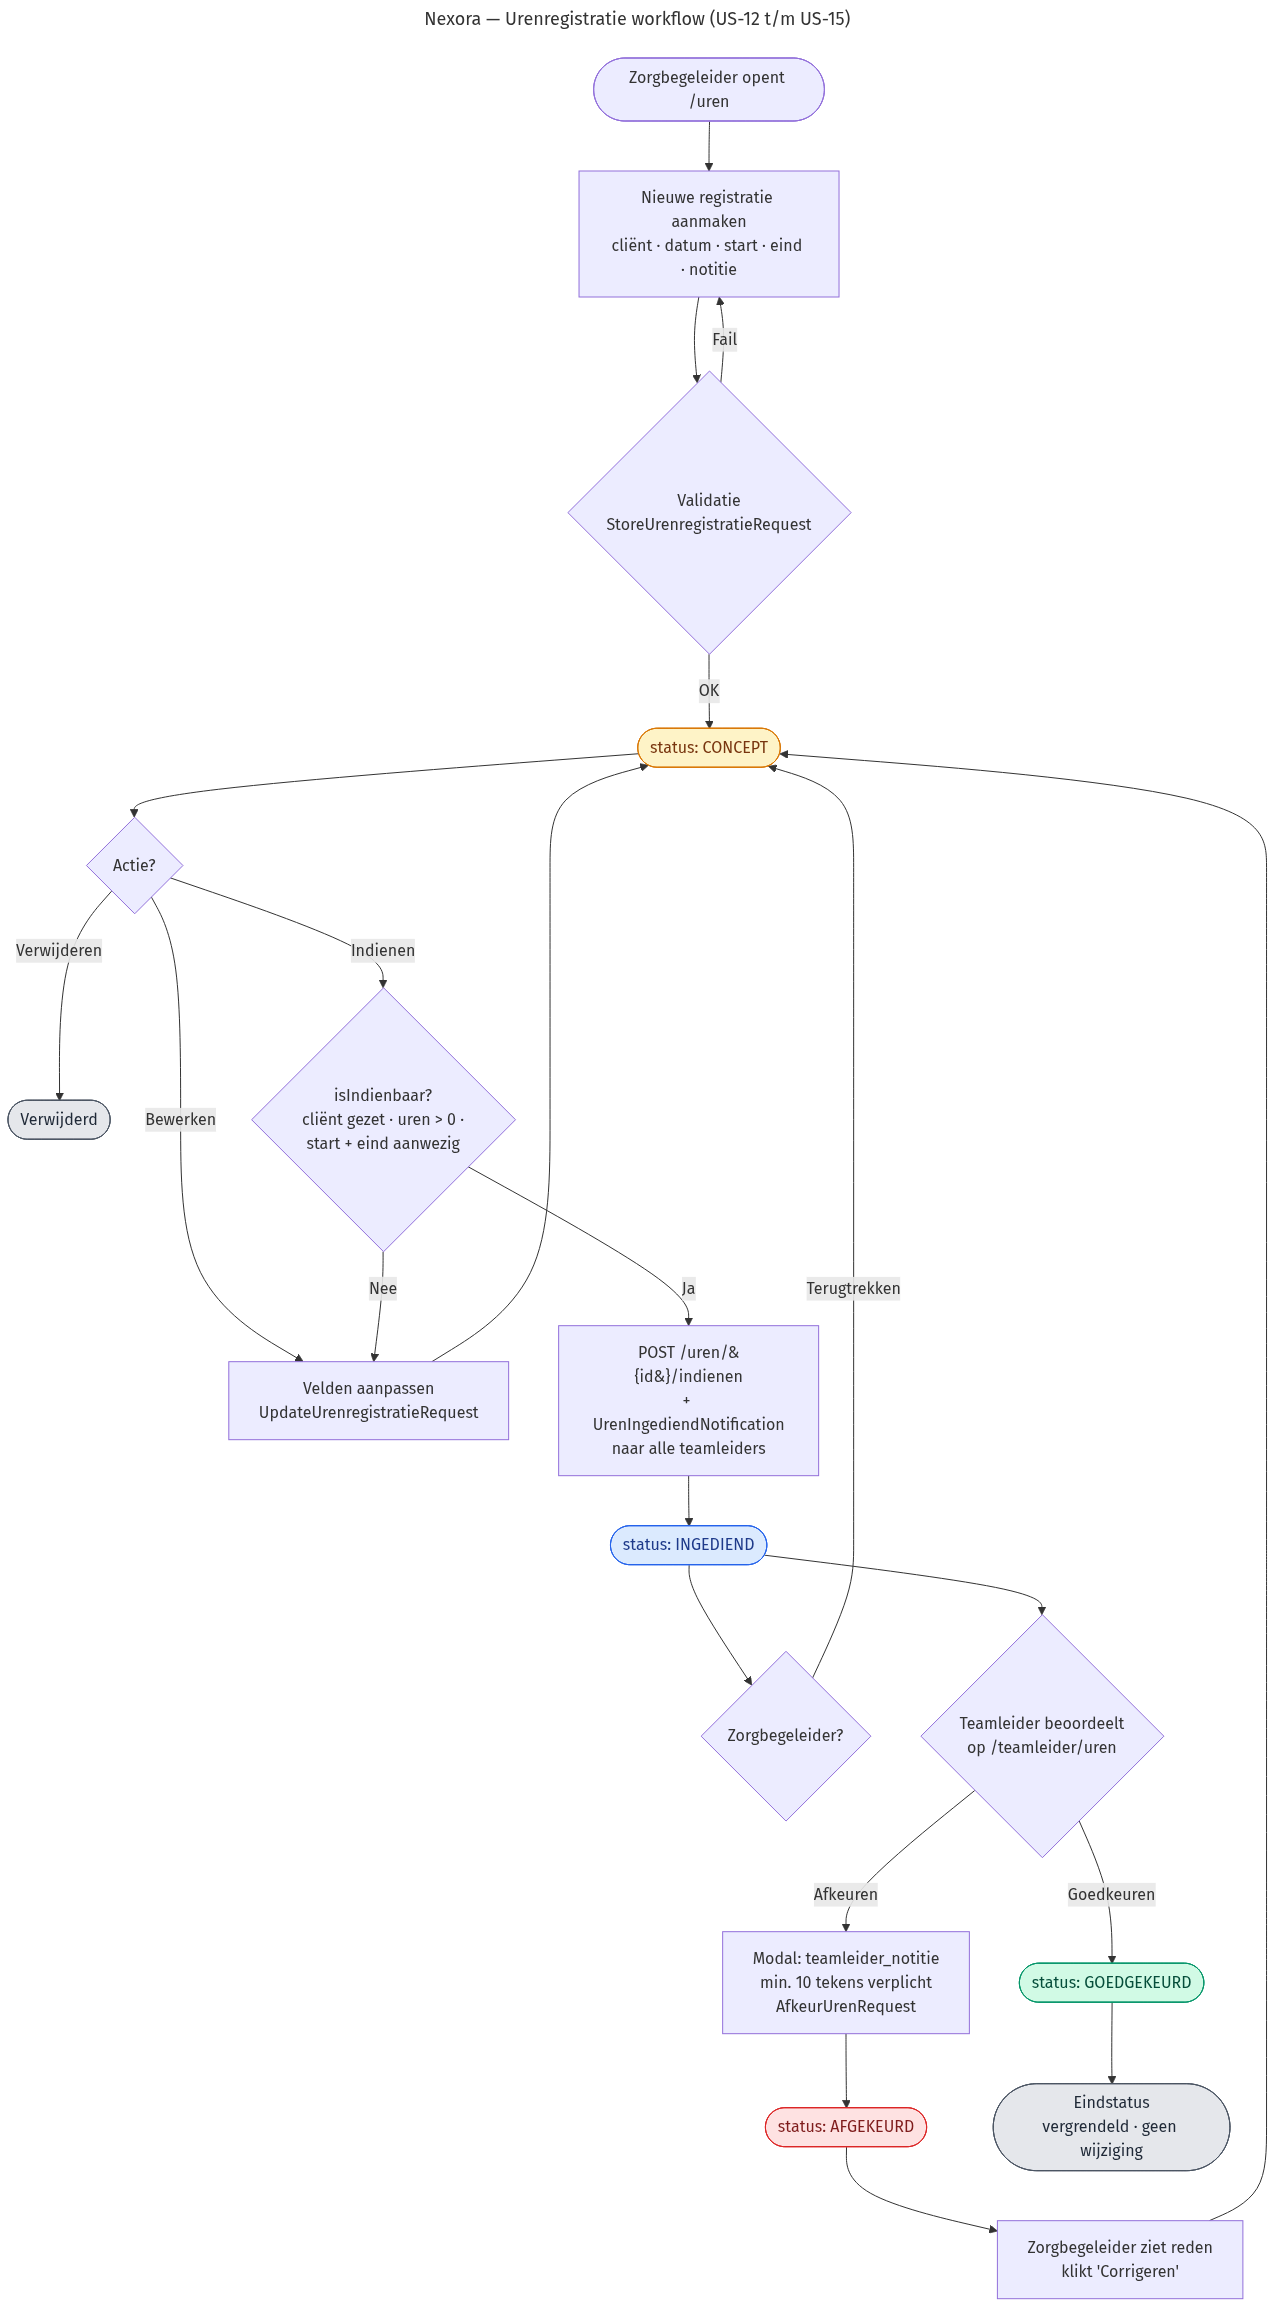 Nexora — Urenregistratie workflow (US-12 t/m US-15)
Zorgbegeleider opent
/uren
Nieuwe registratie
aanmaken
cliënt · datum · start · eind
· notitie
Fail
Validatie
StoreUrenregistratieRequest
OK
status: CONCEPT
Actie?
Verwijderen
Indienen
isIndienbaar?
cliënt gezet · uren > 0 ·
start + eind aanwezig
Verwijderd
Bewerken
Nee
Ja
Terugtrekken
Velden aanpassen
UpdateUrenregistratieRequest
POST /uren/&
{id&}/indienen
+
UrenIngediendNotification
naar alle teamleiders
status: INGEDIEND
Zorgbegeleider?
Teamleider beoordeelt
op /teamleider/uren
Afkeuren
Goedkeuren
Modal: teamleider_notitie
min. 10 tekens verplicht
AfkeurUrenRequest
status: GOEDGEKEURD
status: AFGEKEURD
Eindstatus
vergrendeld · geen
wijziging
Zorgbegeleider ziet reden
klikt 'Corrigeren'